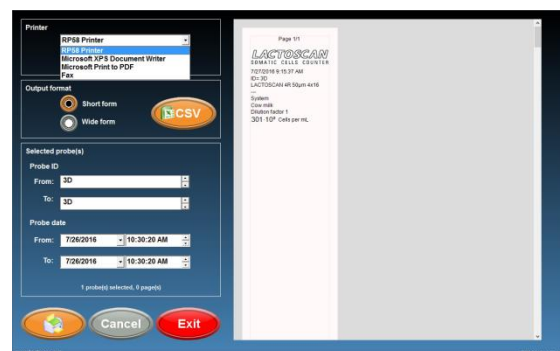 Printer
RP58 Printer
RP58 Printer
Microsoft XPS Document Writer
Microsoft Print to PDF
Fax
Output format
Short form
Wide form
CSV
Selected probe(s)
Probe ID
From: 3D
To: 3D
Probe date
From: 7/26/2016 10:30:20 AM
To: 7/26/2016 10:30:20 AM
1 probe(s) selected, 0 page(s)
Cancel
Exit
Page 1/1
LACTOSCAN
SOMATIC CELLS COUNTER
7/27/2016 9:15:37 AM
ID=3D
LACTOSCAN 4R 50µm 4x16
---
System
Cow milk
Dilution factor 1
301·10³ Cells per mL